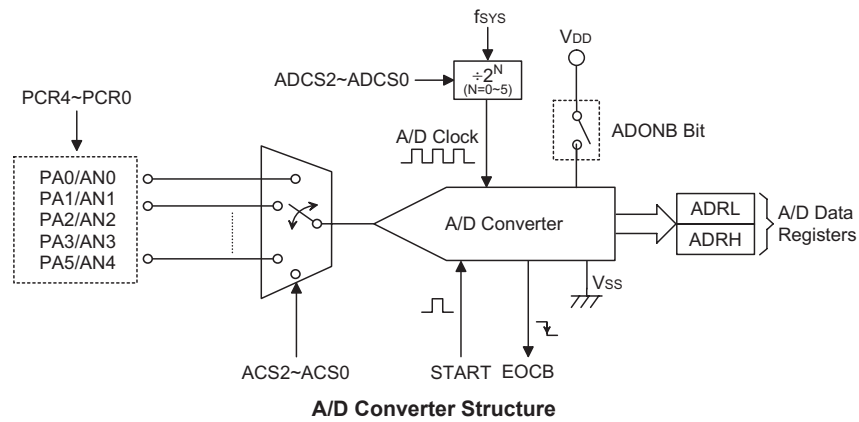 fSYS
VDD
ADCS2~ADCS0
÷2N
(N=0~5)
PCR4~PCR0
A/D Clock
ADONB Bit
PA0/AN0
PA1/AN1
PA2/AN2
PA3/AN3
PA5/AN4
A/D Converter
ADRL
ADRH
A/D Data
Registers
VSS
ACS2~ACS0
START
EOCB
A/D Converter Structure